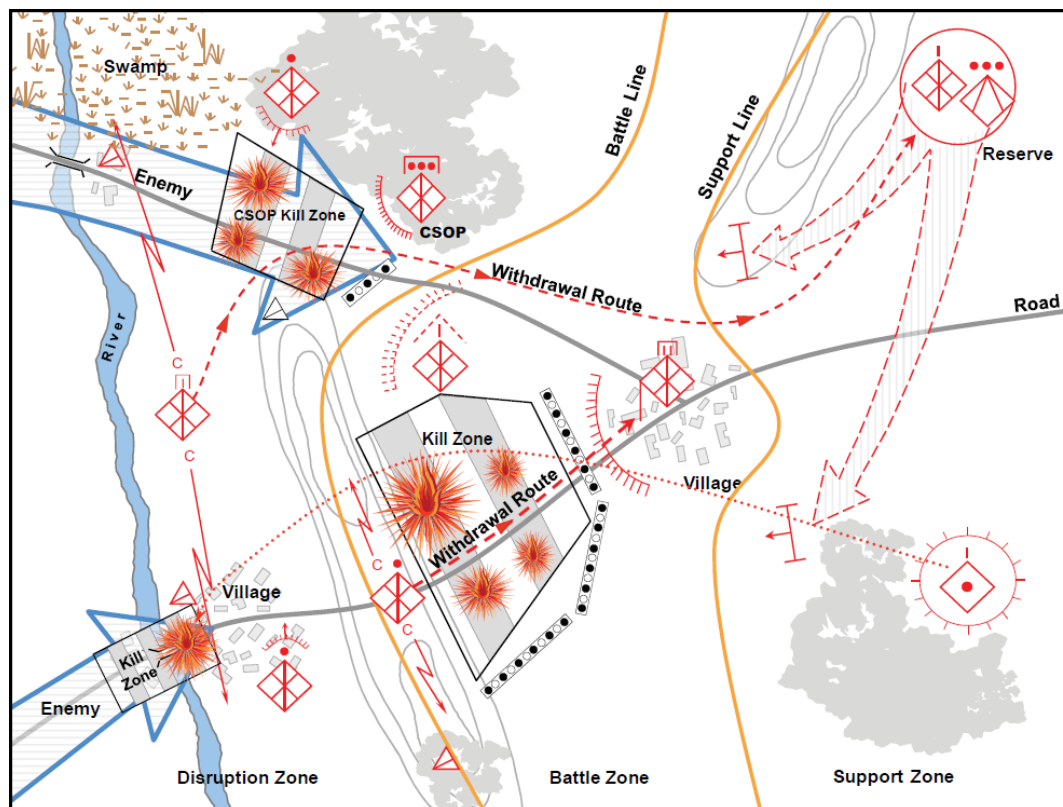 Swamp
Enemy
CSOP Kill Zone
CSOP
Battle Line
Support Line
Reserve
Withdrawal Route
Road
River
C
C
Kill Zone
Village
Withdrawal Route
C
C
Village
Kill
Zone
Enemy
Disruption Zone
Battle Zone
Support Zone